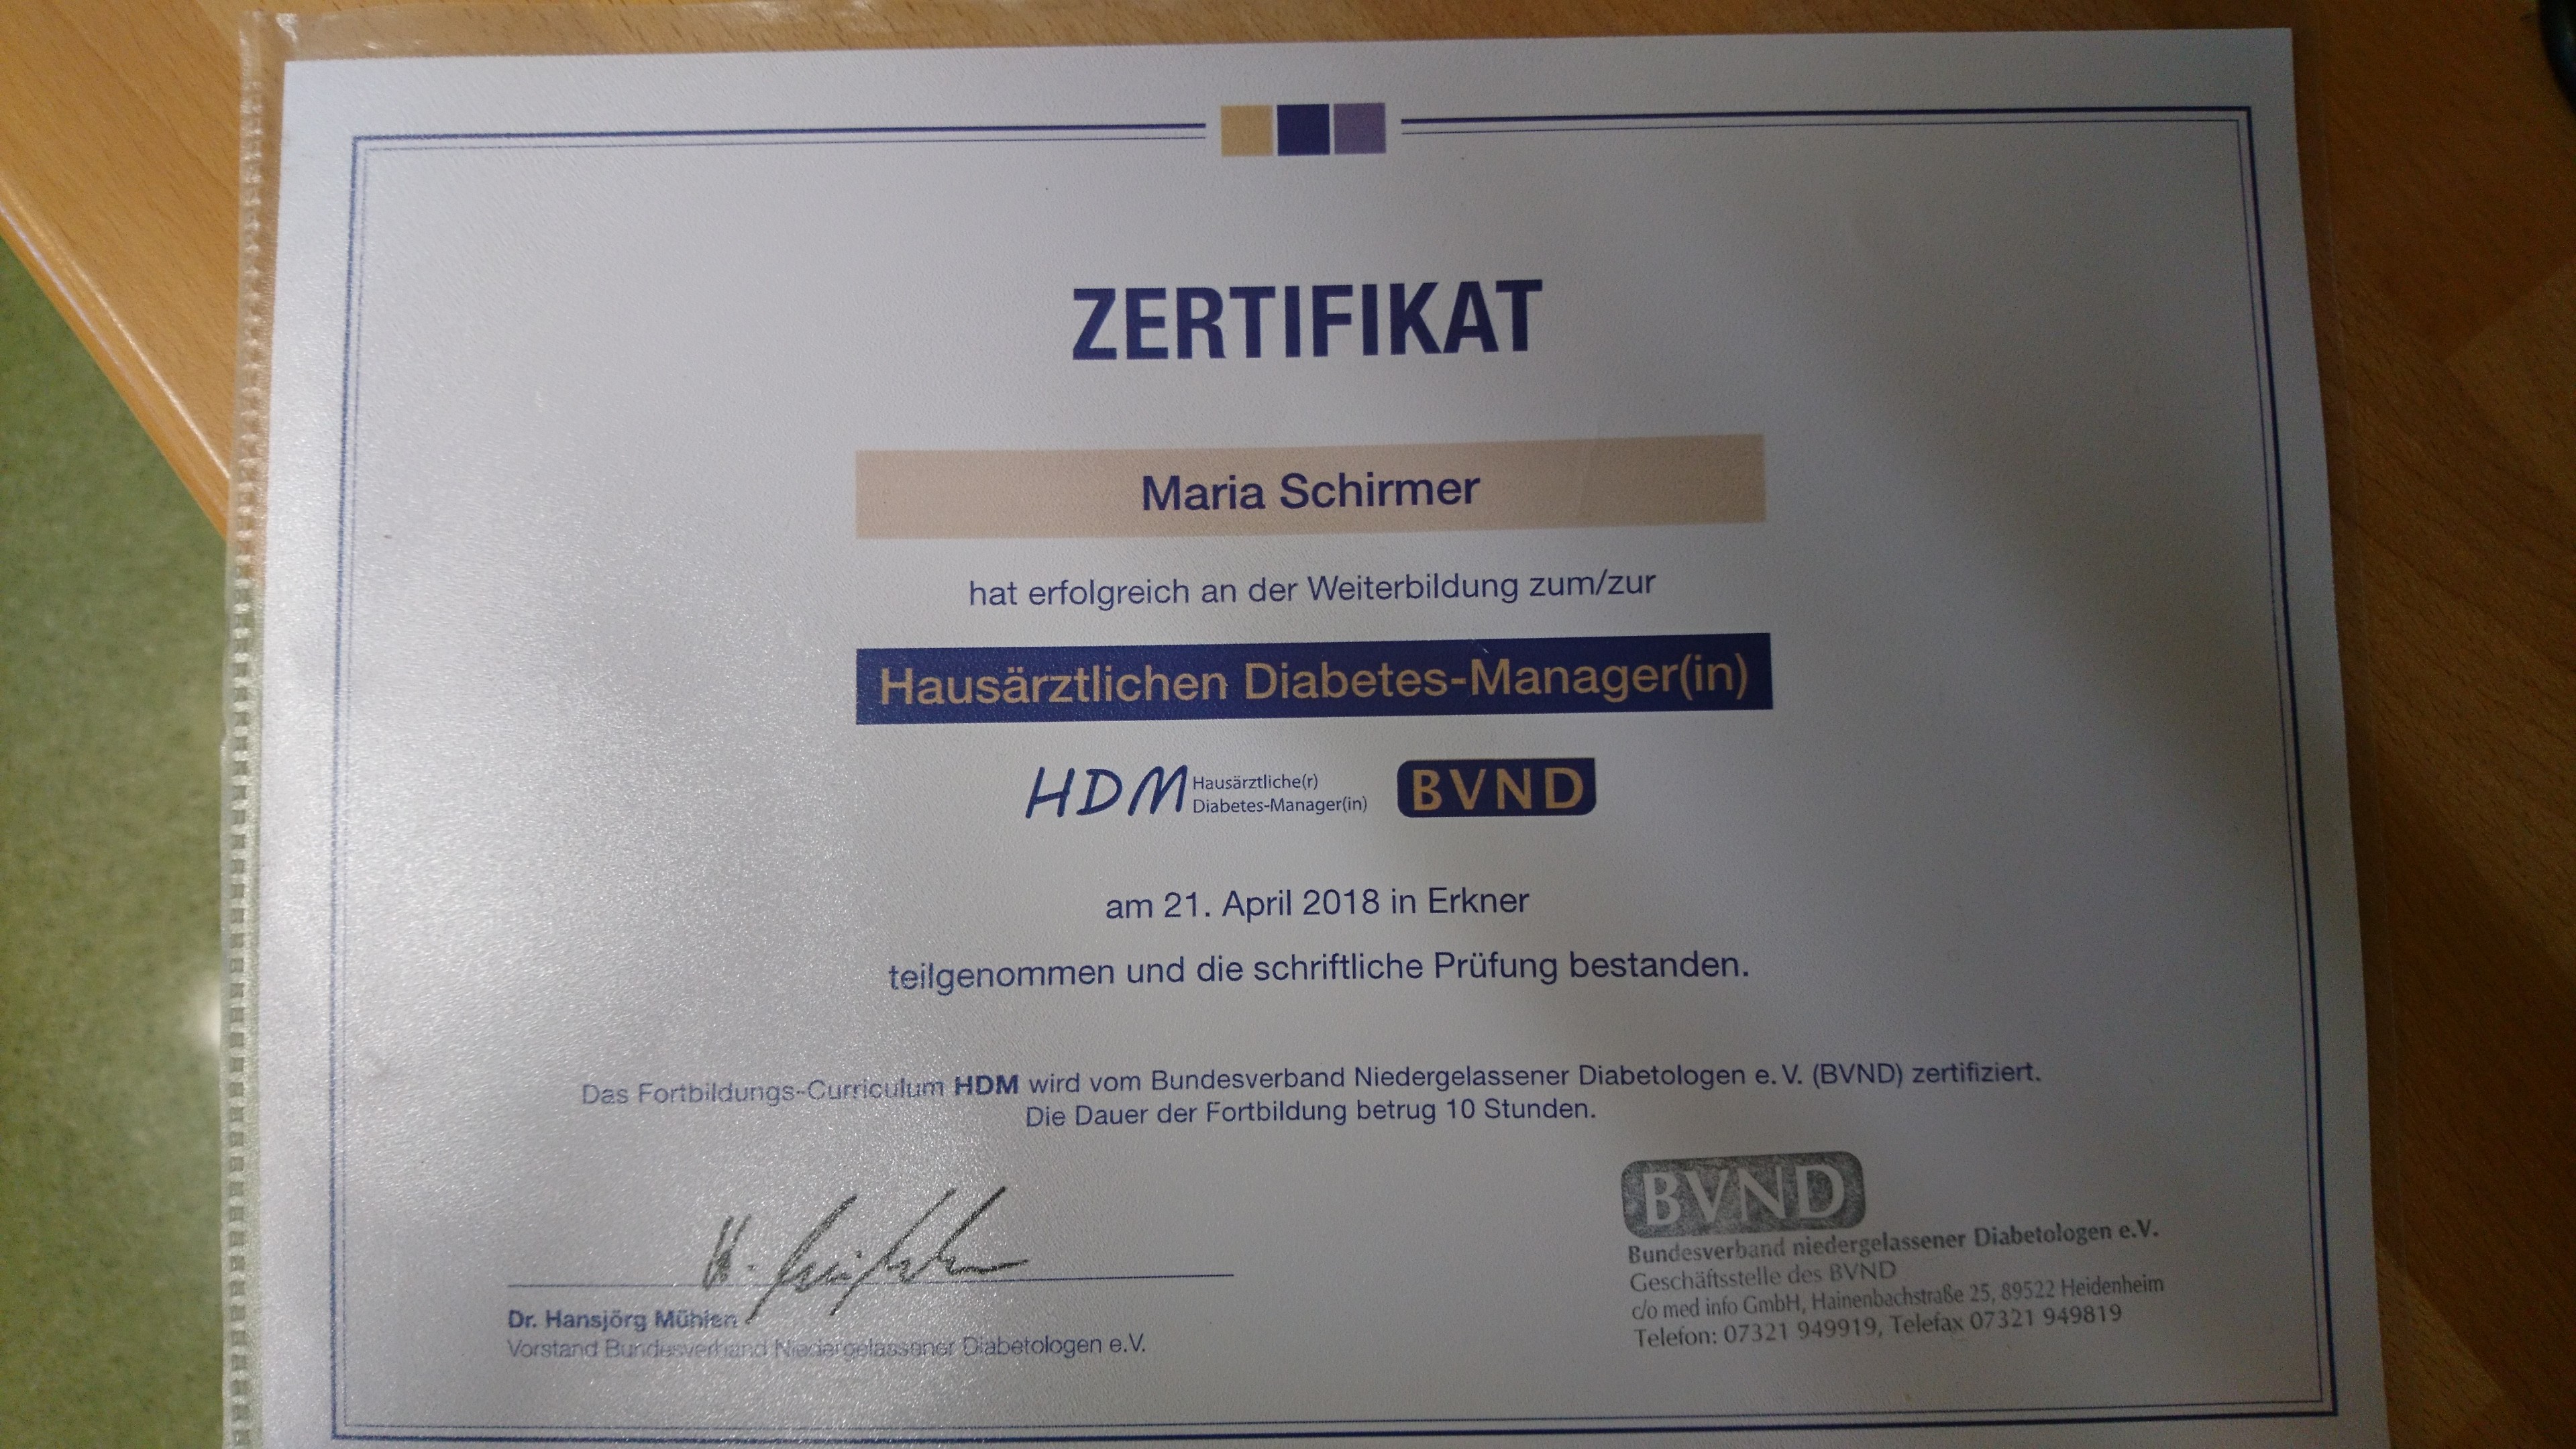 ZERTIFIKAT
Maria Schirmer
hat erfolgreich an der Weiterbildung zum/zur
Hausärztlichen Diabetes-Manager(in)
HDM Hausärztliche(r)
Diabetes-Manager(in)
BVND
am 21. April 2018 in Erkner
teilgenommen und die schriftliche Prüfung bestanden.
Das Fortbildungs-Curriculum HDM wird vom Bundesverband Niedergelassener Diabetologen e.V. (BVND) zertifiziert.
Die Dauer der Fortbildung betrug 10 Stunden.
Dr. Hansjörg Mühlen
Vorstand Bundesverband Niedergelassener Diabetologen e.V.
BVND
Bundesverband niedergelassener Diabetologen e.V.
Geschäftsstelle des BVND
c/o med info GmbH, Hainenbachstraße 25, 89522 Heidenheim
Telefon: 07321 949919, Telefax 07321 949819